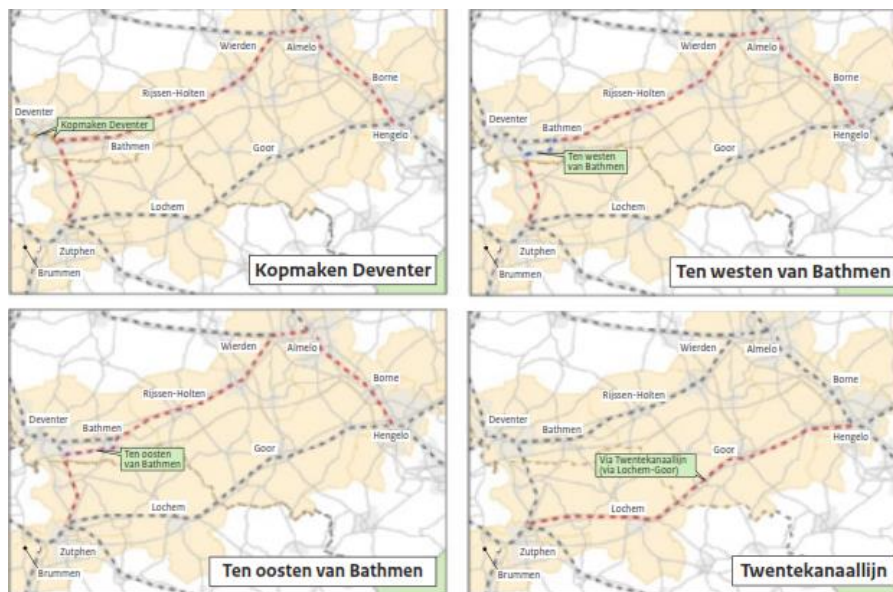 Wierden
Almelo
Borne
Rijssen-Holten
Deventer
Kopmaken Deventer
Hengelo
Bathmen
Goor
Lochem
Zutphen
Brummen
Kopmaken Deventer
Wierden
Almelo
Borne
Rijssen-Holten
Deventer
Bathmen
Hengelo
Goor
Ten westen
van Bathmen
Lochem
Zutphen
Brummen
Ten westen van Bathmen
Wierden
Almelo
Borne
Rijssen-Holten
Deventer
Bathmen
Hengelo
Goor
Ten oosten
van Bathmen
Lochem
Zutphen
Brummen
Ten oosten van Bathmen
Wierden
Almelo
Borne
Rijssen-Holten
Deventer
Bathmen
Hengelo
Goor
Via Twentekanaallijn
(via Lochem-Goor)
Lochem
Zutphen
Brummen
Twentekanaallijn